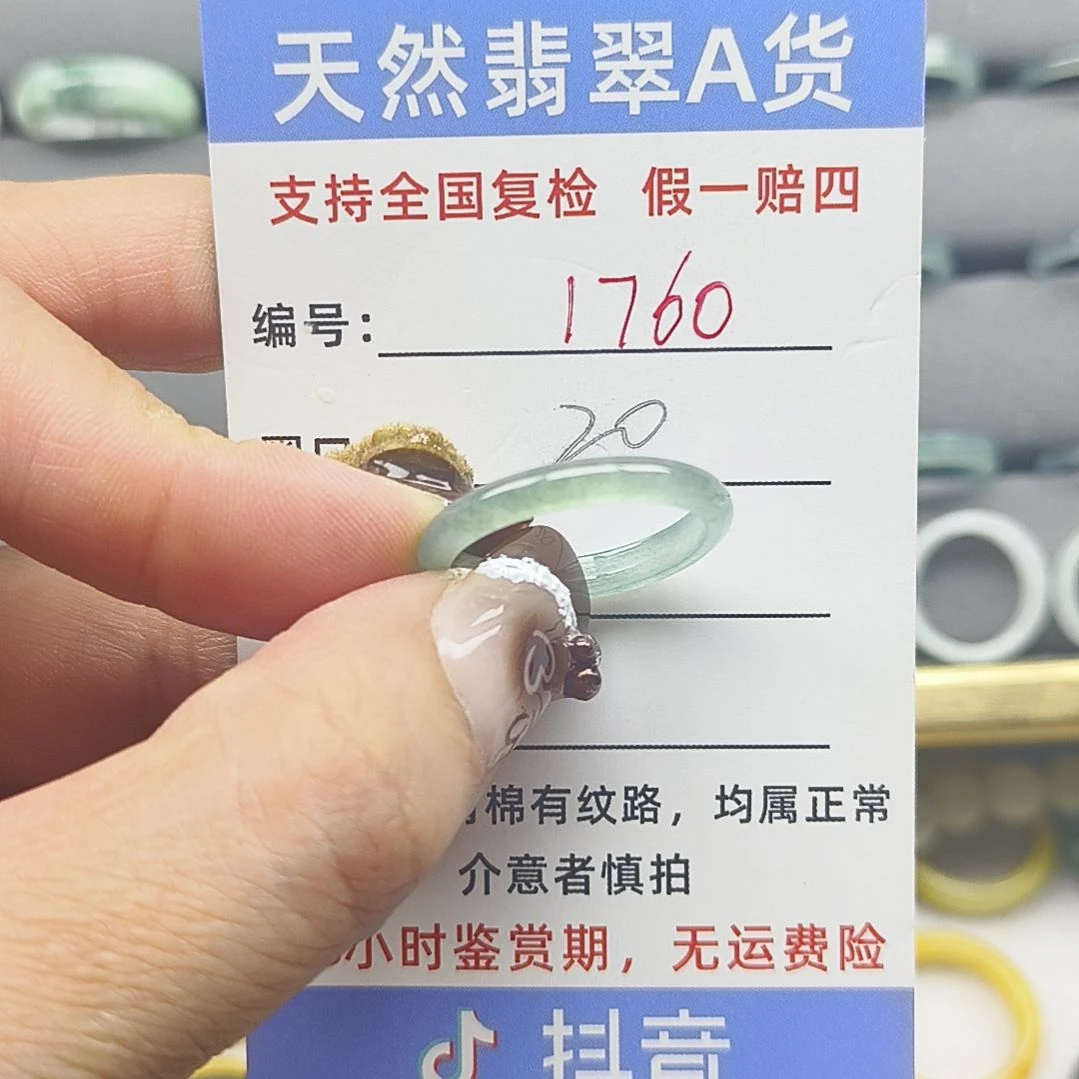 天然翡翠A货
支持全国复检 假一赔四
编号： 1760
20
棉有纹路，均属正常
介意者慎拍
小时鉴赏期，无运费险
抖音